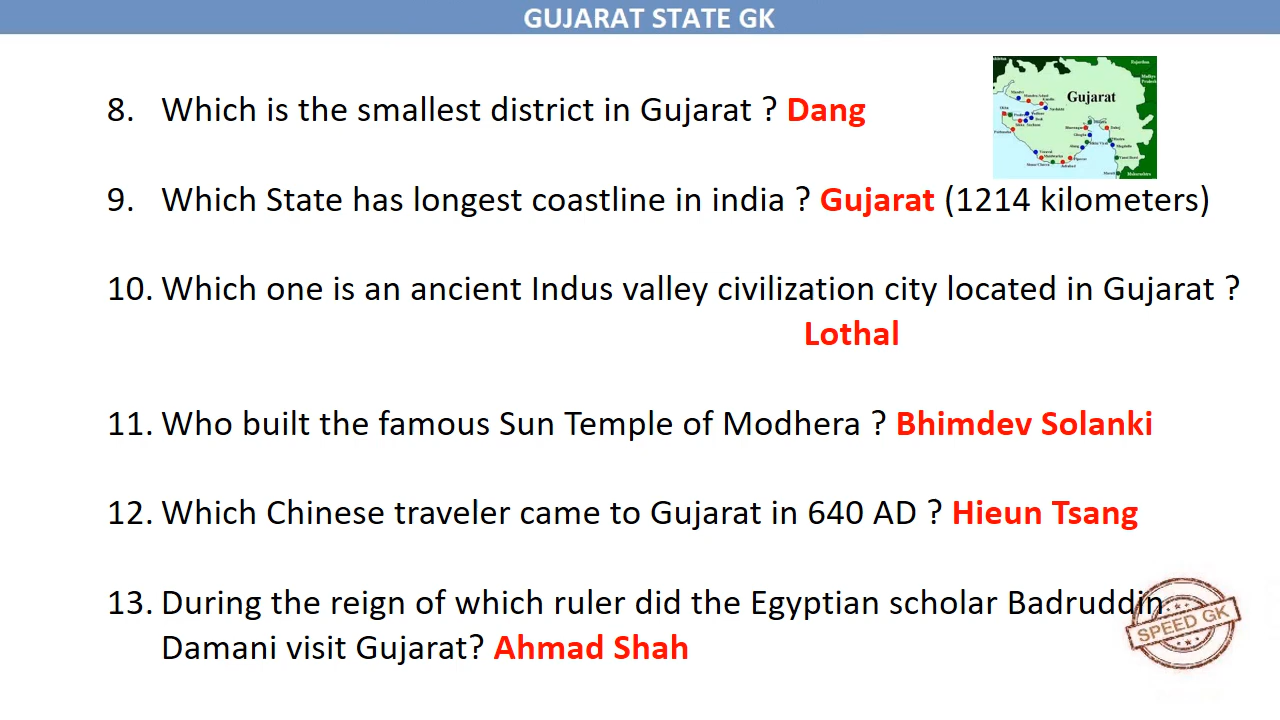 GUJARAT STATE GK
8. Which is the smallest district in Gujarat ? Dang
Gujarat
9. Which State has longest coastline in india ? Gujarat (1214 kilometers)
10. Which one is an ancient Indus valley civilization city located in Gujarat ?
Lothal
11. Who built the famous Sun Temple of Modhera ? Bhimdev Solanki
12. Which Chinese traveler came to Gujarat in 640 AD ? Hieun Tsang
13. During the reign of which ruler did the Egyptian scholar Badruddin
Damani visit Gujarat? Ahmad Shah
SPEED GK